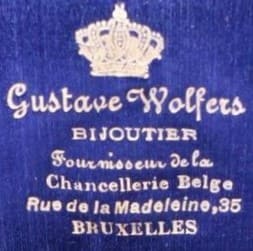 Gustave Wolfers
BIJOUTIER
Fournisseur de la
Chancellerie Belge
Rue de la Madeleine, 35
BRUXELLES